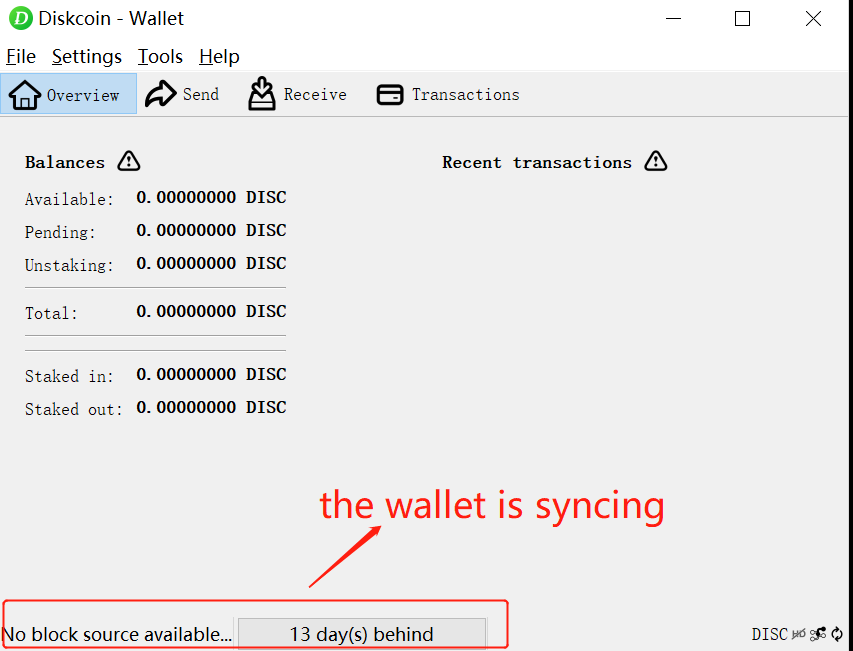 Diskcoin - Wallet
File Settings Tools Help
Overview Send Receive Transactions
Balances Recent transactions
Available: 0.00000000 DISC
Pending: 0.00000000 DISC
Unstaking: 0.00000000 DISC
Total: 0.00000000 DISC
Staked in: 0.00000000 DISC
Staked out: 0.00000000 DISC
the wallet is syncing
No block source available... 13 day(s) behind DISC HD